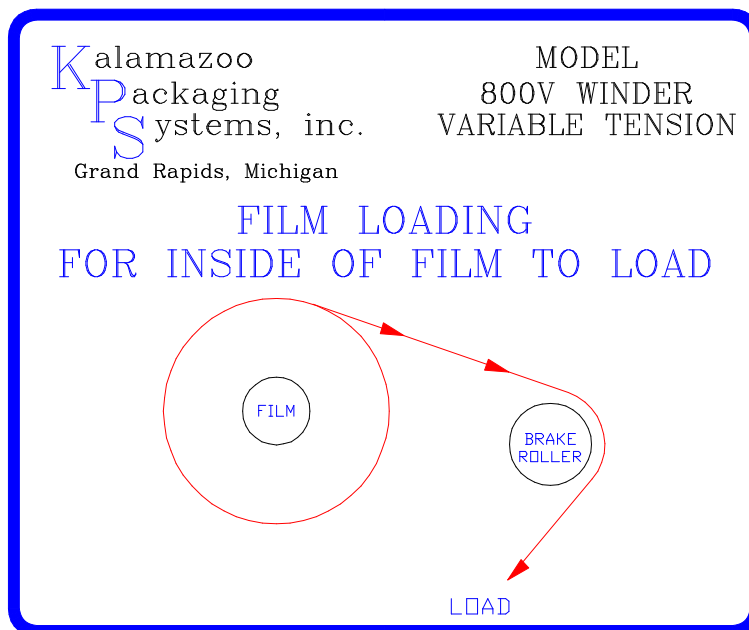 Kalamazoo
Packaging
Systems, inc.
Grand Rapids, Michigan
MODEL
800V WINDER
VARIABLE TENSION
FILM LOADING
FOR INSIDE OF FILM TO LOAD
FILM
BRAKE
ROLLER
LOAD